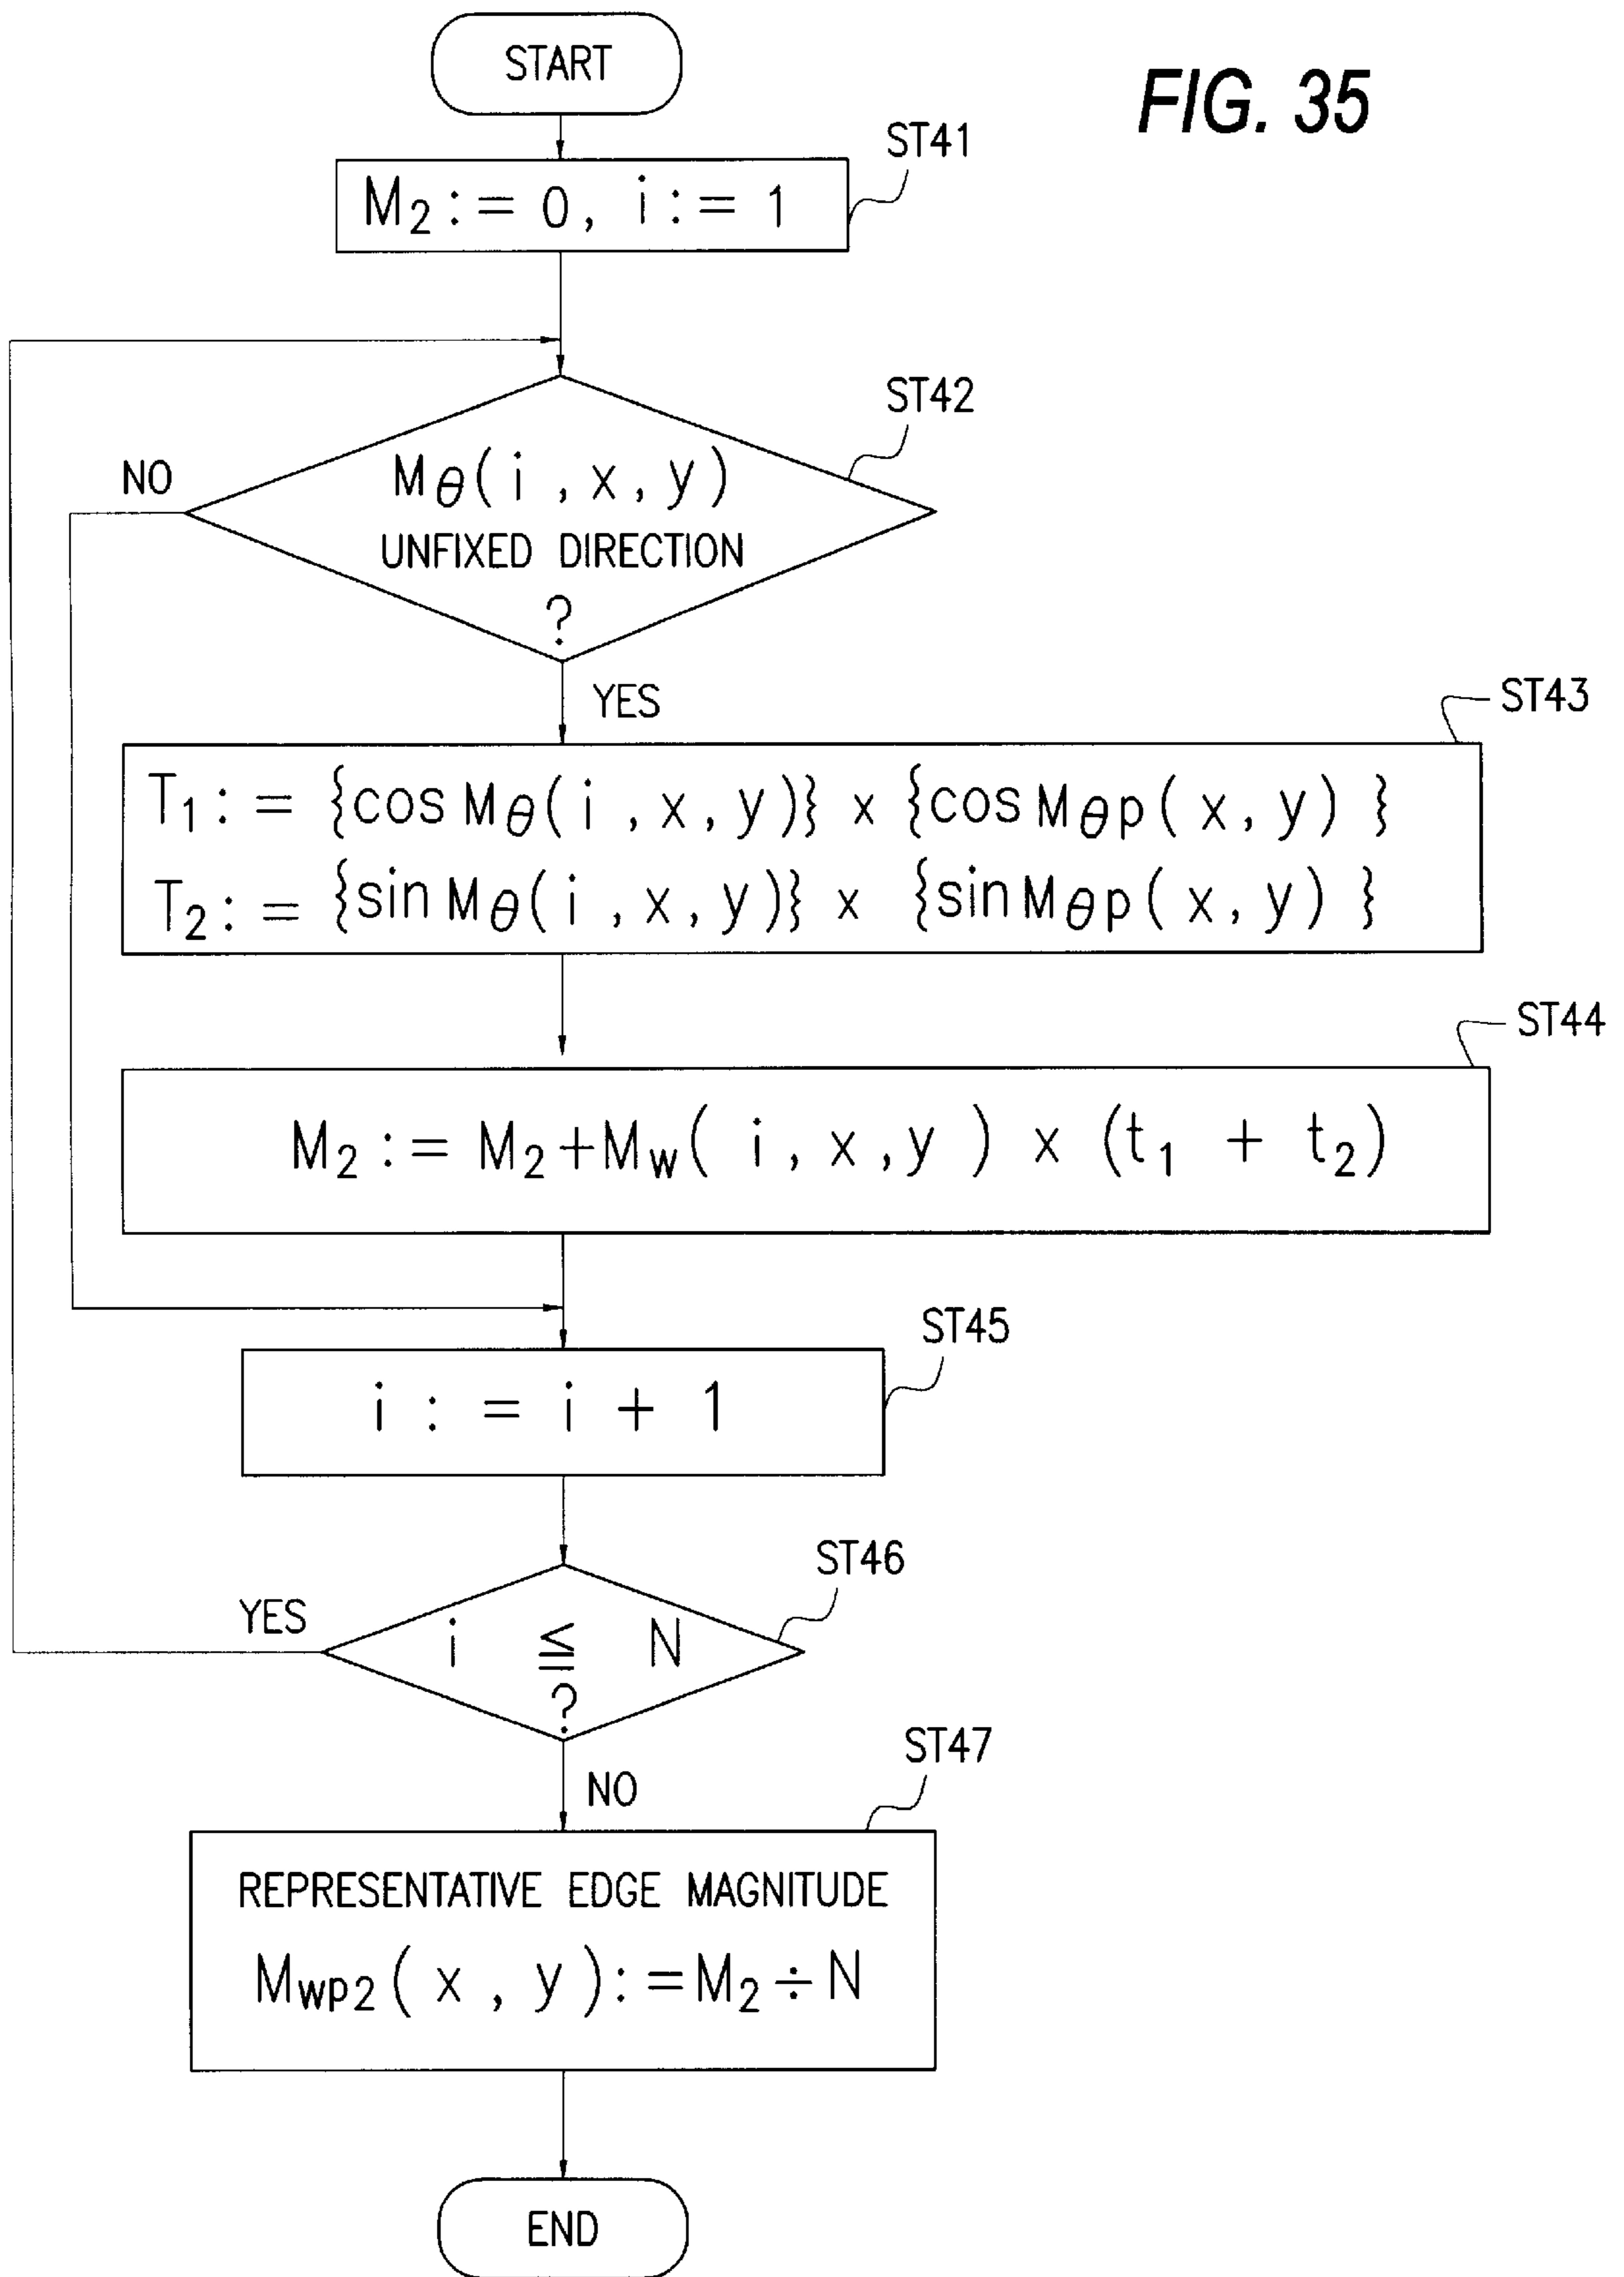 START
FIG. 35
ST41
M₂ := 0, i := 1
ST42
NO
Mθ(i, x, y)
UNFIXED DIRECTION
?
YES
ST43
T₁ := {cos Mθ(i, x, y)} x {cos Mθp(x, y)}
T₂ := {sin Mθ(i, x, y)} x {sin Mθp(x, y)}
ST44
M₂ := M₂+Mw(i, x, y) x (t₁ + t₂)
ST45
i := i + 1
ST46
YES
i ≦ N
?
ST47
NO
REPRESENTATIVE EDGE MAGNITUDE
Mwp2(x, y) := M₂ ÷ N
END